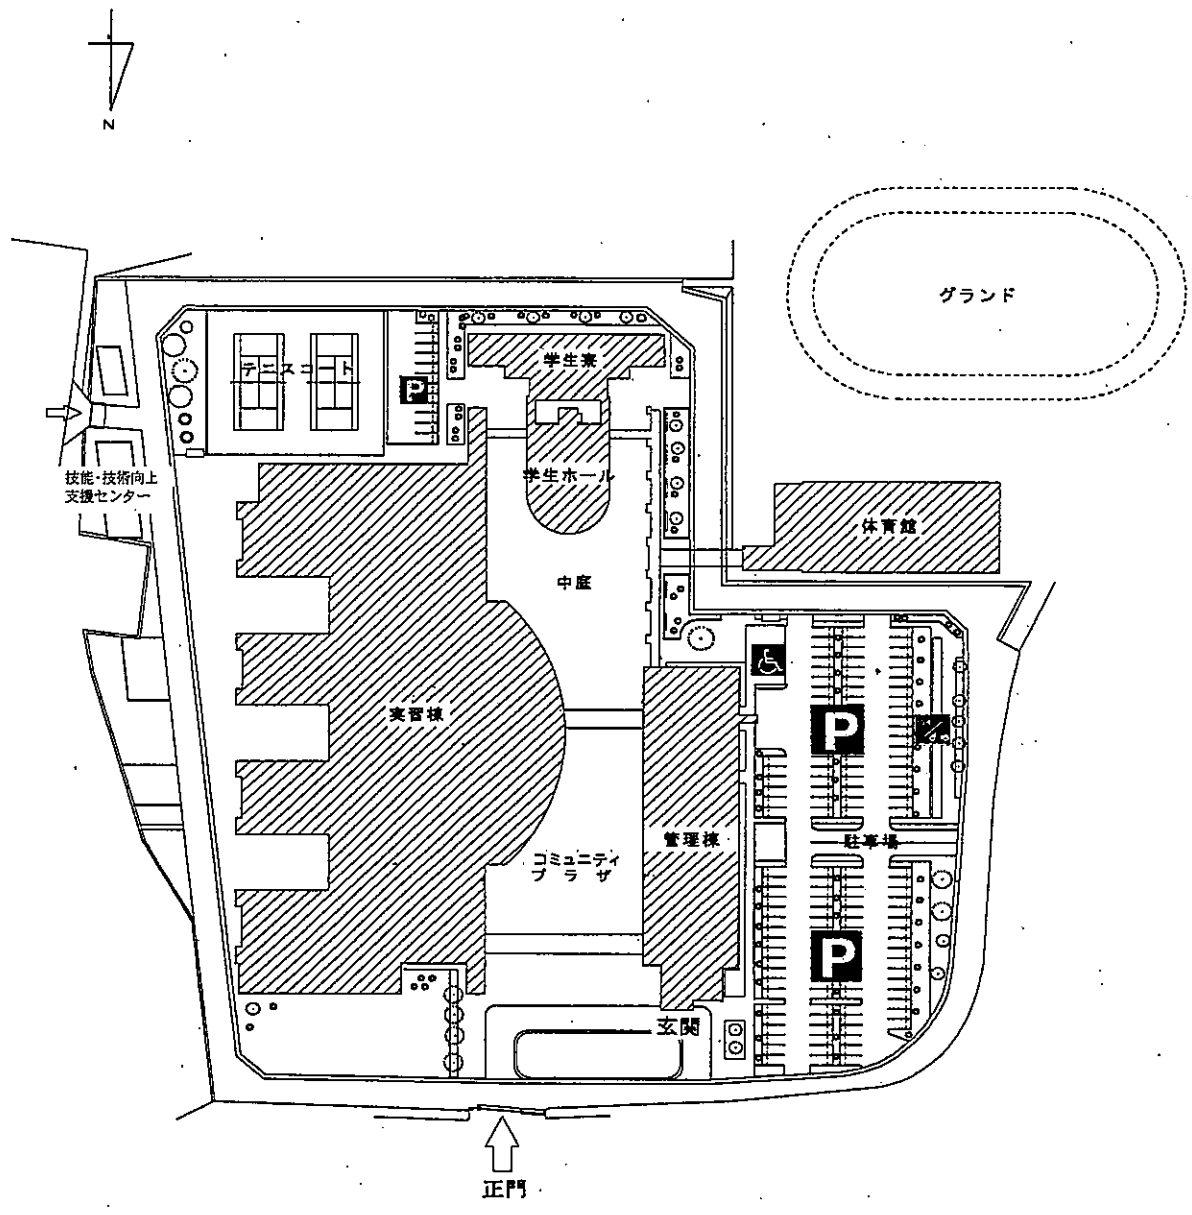 N
グランド
学生寮
テニスコート
P
技能・技術向上
支援センター
学生ホール
体育館
中庭
実習棟
P
管理棟
駐車場
コミュニティ
プラザ
P
玄関
正門